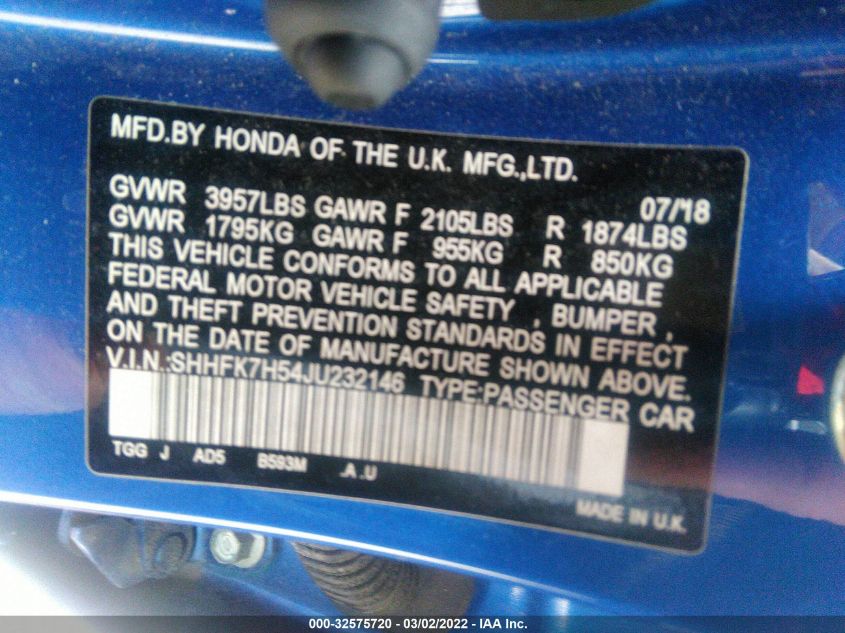 MFD.BY HONDA OF THE U.K. MFG.,LTD.
07/18
GVWR 3957LBS GAWR F 2105LBS R 1874LBS
GVWR 1795KG GAWR F 955KG R 850KG
THIS VEHICLE CONFORMS TO ALL APPLICABLE
FEDERAL MOTOR VEHICLE SAFETY , BUMPER ,
AND THEFT PREVENTION STANDARDS IN EFFECT
ON THE DATE OF MANUFACTURE SHOWN ABOVE.
V.I.N.:SHHFK7H54JU232146 TYPE:PASSENGER CAR
TGG J AD5 B593M .A .U
MADE IN U.K.
000-32575720 — 03/02/2022 — IAA Inc.